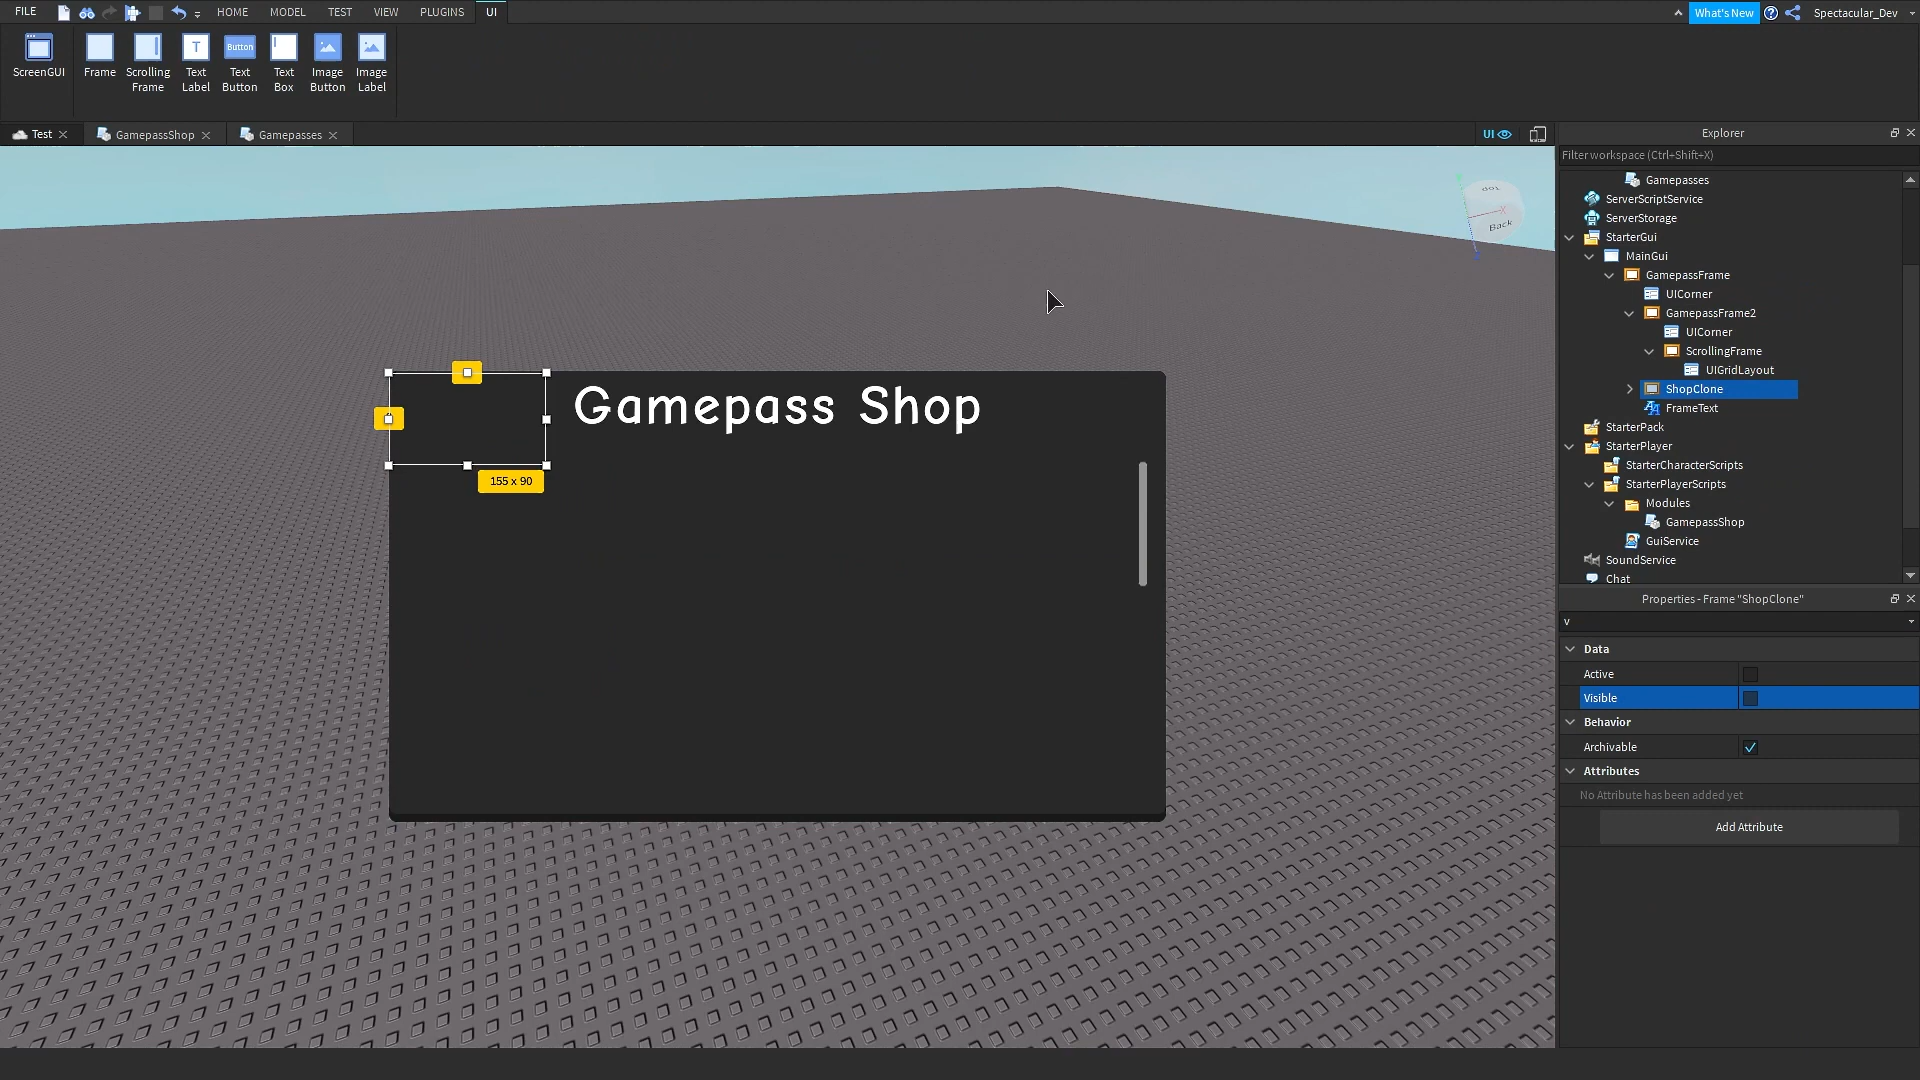 FILE
HOME
MODEL
TEST
VIEW
PLUGINS
UI
What's New
Spectacular_Dev
ScreenGUI
Frame
Scrolling
Frame
Text
Label
Button
Text
Button
Text
Box
Image
Button
Image
Label
Test
GamepassShop
Gamepasses
UI
Explorer
Filter workspace (Ctrl+Shift+X)
Gamepasses
ServerScriptService
ServerStorage
StarterGui
MainGui
GamepassFrame
UICorner
GamepassFrame2
UICorner
ScrollingFrame
UIGridLayout
ShopClone
FrameText
StarterPack
StarterPlayer
StarterCharacterScripts
StarterPlayerScripts
Modules
GamepassShop
GuiService
SoundService
Chat
Top
Back
Gamepass Shop
155 x 90
Properties - Frame "ShopClone"
v
Data
Active
Visible
Behavior
Archivable
Attributes
No Attribute has been added yet
Add Attribute